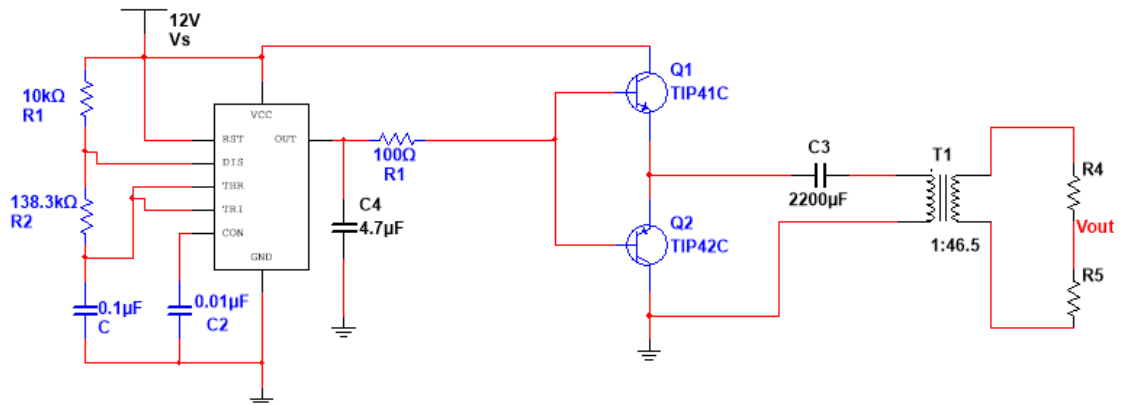 12V
Vs
10kΩ
R1
VCC
RST
OUT
DIS
THR
TRI
CON
GND
138.3kΩ
R2
0.1µF
C
0.01µF
C2
100Ω
R1
C4
4.7µF
Q1
TIP41C
Q2
TIP42C
C3
2200µF
T1
1:46.5
R4
Vout
R5